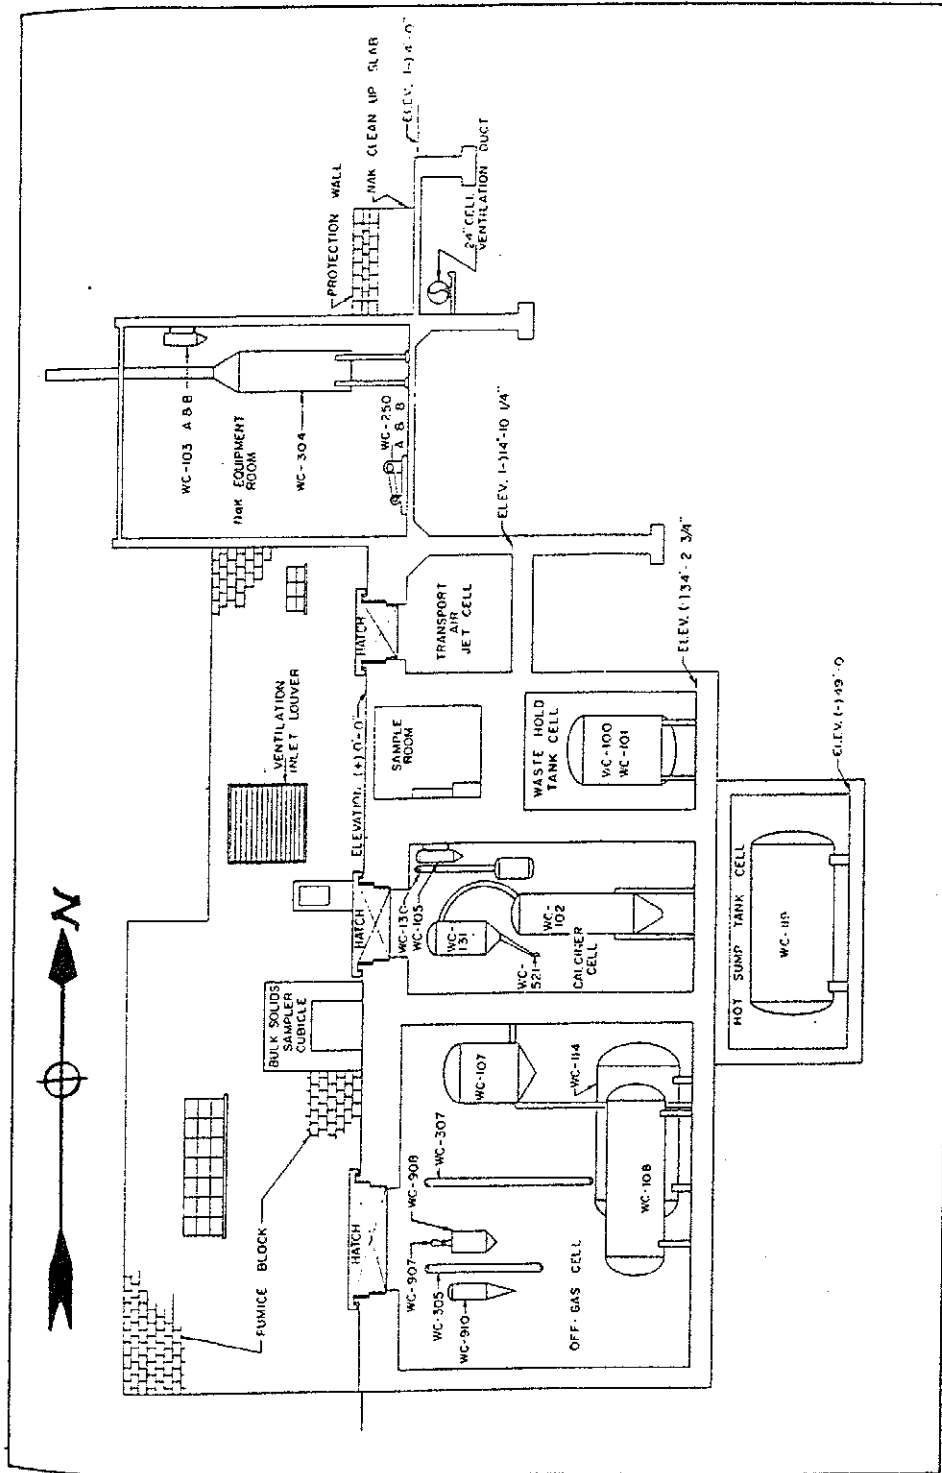 N
PUMICE BLOCK
BULK SOLIDS
SAMPLER
CUBICLE
VENTILATION
INLET LOUVER
NaK EQUIPMENT
ROOM
WC-103 A & B
WC-304
WC-250
A & B
PROTECTION WALL
NAK CLEAN UP SLAB
ELEV. (-) 4'-0"
24" CELL
VENTILATION DUCT
HATCH
HATCH
ELEVATION (+) 0'-0"
HATCH
WC-907
WC-908
WC-305
WC-910
WC-307
WC-107
WC-114
WC-108
OFF-GAS CELL
WC-130
WC-105
WC-
131
WC-
102
WC-
521
CALCINER
CELL
SAMPLE
ROOM
TRANSPORT
AIR
JET CELL
ELEV. (-) 14'-10 1/4"
WASTE HOLD
TANK CELL
WC-100
WC-101
ELEV. (-) 34'-2 3/4"
HOT SUMP TANK CELL
WC-119
ELEV. (-) 49'-0